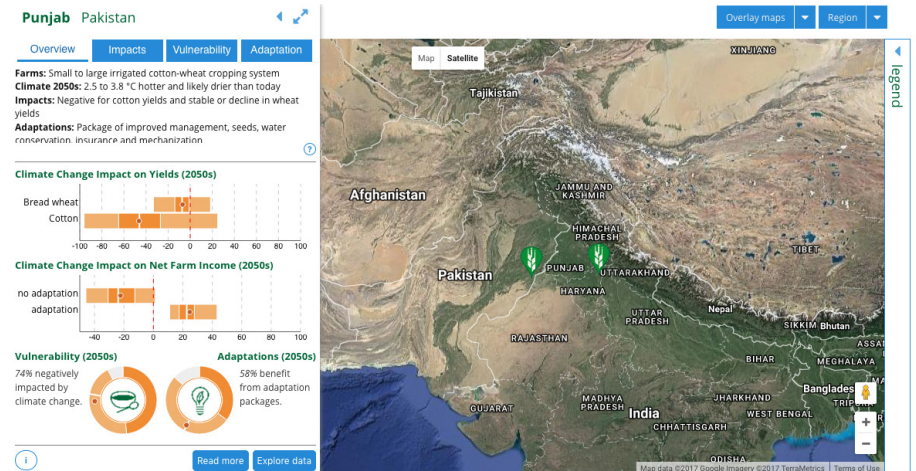 Punjab Pakistan
Overlay maps
Region
Overview Impacts Vulnerability Adaptation
Farms: Small to large irrigated cotton-wheat cropping system
Climate 2050s: 2.5 to 3.8 °C hotter and likely drier than today
Impacts: Negative for cotton yields and stable or decline in wheat
yields
Adaptations: Package of improved management, seeds, water
conservation, insurance and mechanization
?
Climate Change Impact on Yields (2050s)
Bread wheat
Cotton
-100 -80 -60 -40 -20 0 20 40 60 80 100
Climate Change Impact on Net Farm Income (2050s)
no adaptation
adaptation
-40 -20 0 20 40 60 80 100
Vulnerability (2050s)
74% negatively
impacted by
climate change.
Adaptations (2050s)
58% benefit
from adaptation
packages.
i
Read more
Explore data
Map Satellite
legend
XINJIANG
Tajikistan
Afghanistan
JAMMU AND
KASHMIR
HIMACHAL
PRADESH
TIBET
Pakistan
PUNJAB
UTTARAKHAND
HARYANA
Nepal
UTTAR
PRADESH
SIKKIM Bhutan
RAJASTHAN
ASSA
BIHAR
MEGHALAYA
Banglades
MA
TRIP
R
GUJARAT
MADHYA
PRADESH
India
JHARKHAND
WEST BENGAL
CHHATTISGARH
ODISHA
+
−
Map data ©2017 Google Imagery ©2017 TerraMetrics
Terms of Use